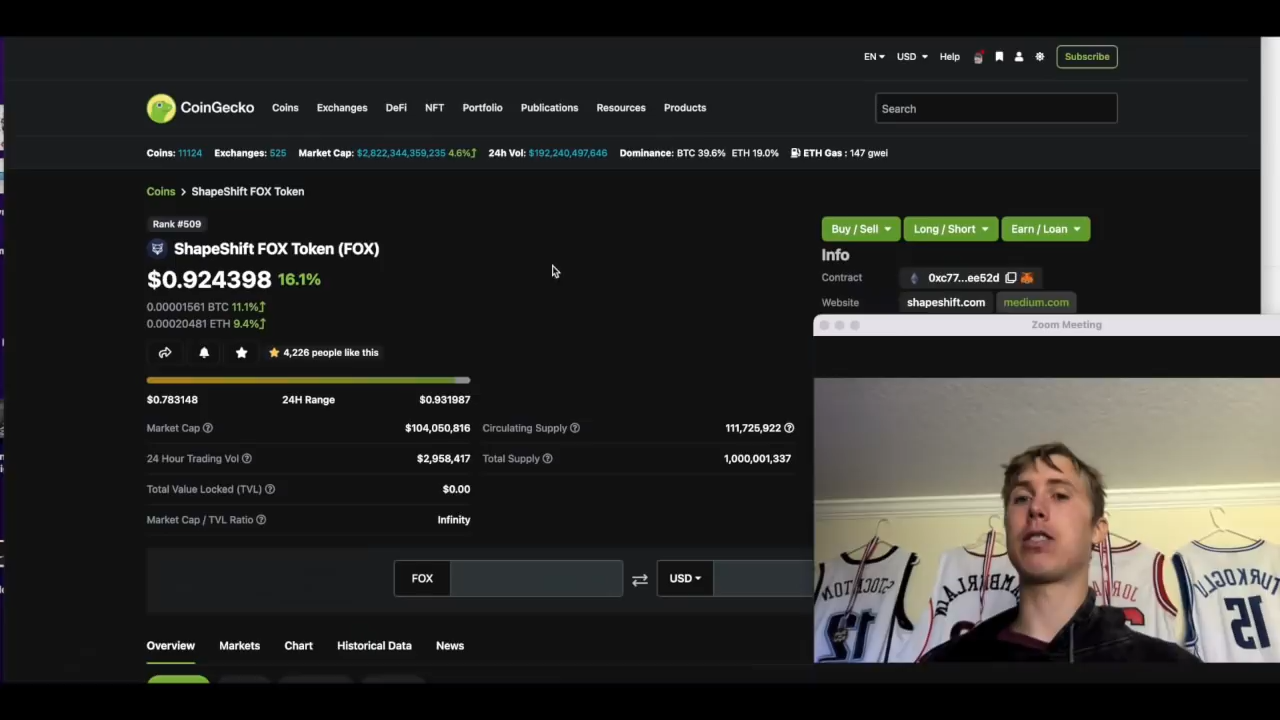 EN USD Help Subscribe
CoinGecko Coins Exchanges DeFi NFT Portfolio Publications Resources Products Search
Coins: 11124 Exchanges: 525 Market Cap: $2,822,344,359,235 4.6% 24h Vol: $192,240,497,646 Dominance: BTC 39.6% ETH 19.0% ETH Gas : 147 gwei
Coins > ShapeShift FOX Token
Rank #509
ShapeShift FOX Token (FOX)
$0.924398 16.1%
0.00001561 BTC 11.1%
0.00020481 ETH 9.4%
4,226 people like this
$0.783148 24H Range $0.931987
Market Cap $104,050,816
24 Hour Trading Vol $2,958,417
Total Value Locked (TVL) $0.00
Market Cap / TVL Ratio Infinity
Circulating Supply 111,725,922
Total Supply 1,000,001,337
Buy / Sell Long / Short Earn / Loan
Info
Contract 0xc77...ee52d
Website shapeshift.com medium.com
Zoom Meeting
FOX USD
Overview Markets Chart Historical Data News
STOCKTON
12
JORDA
TURKOGLU
15